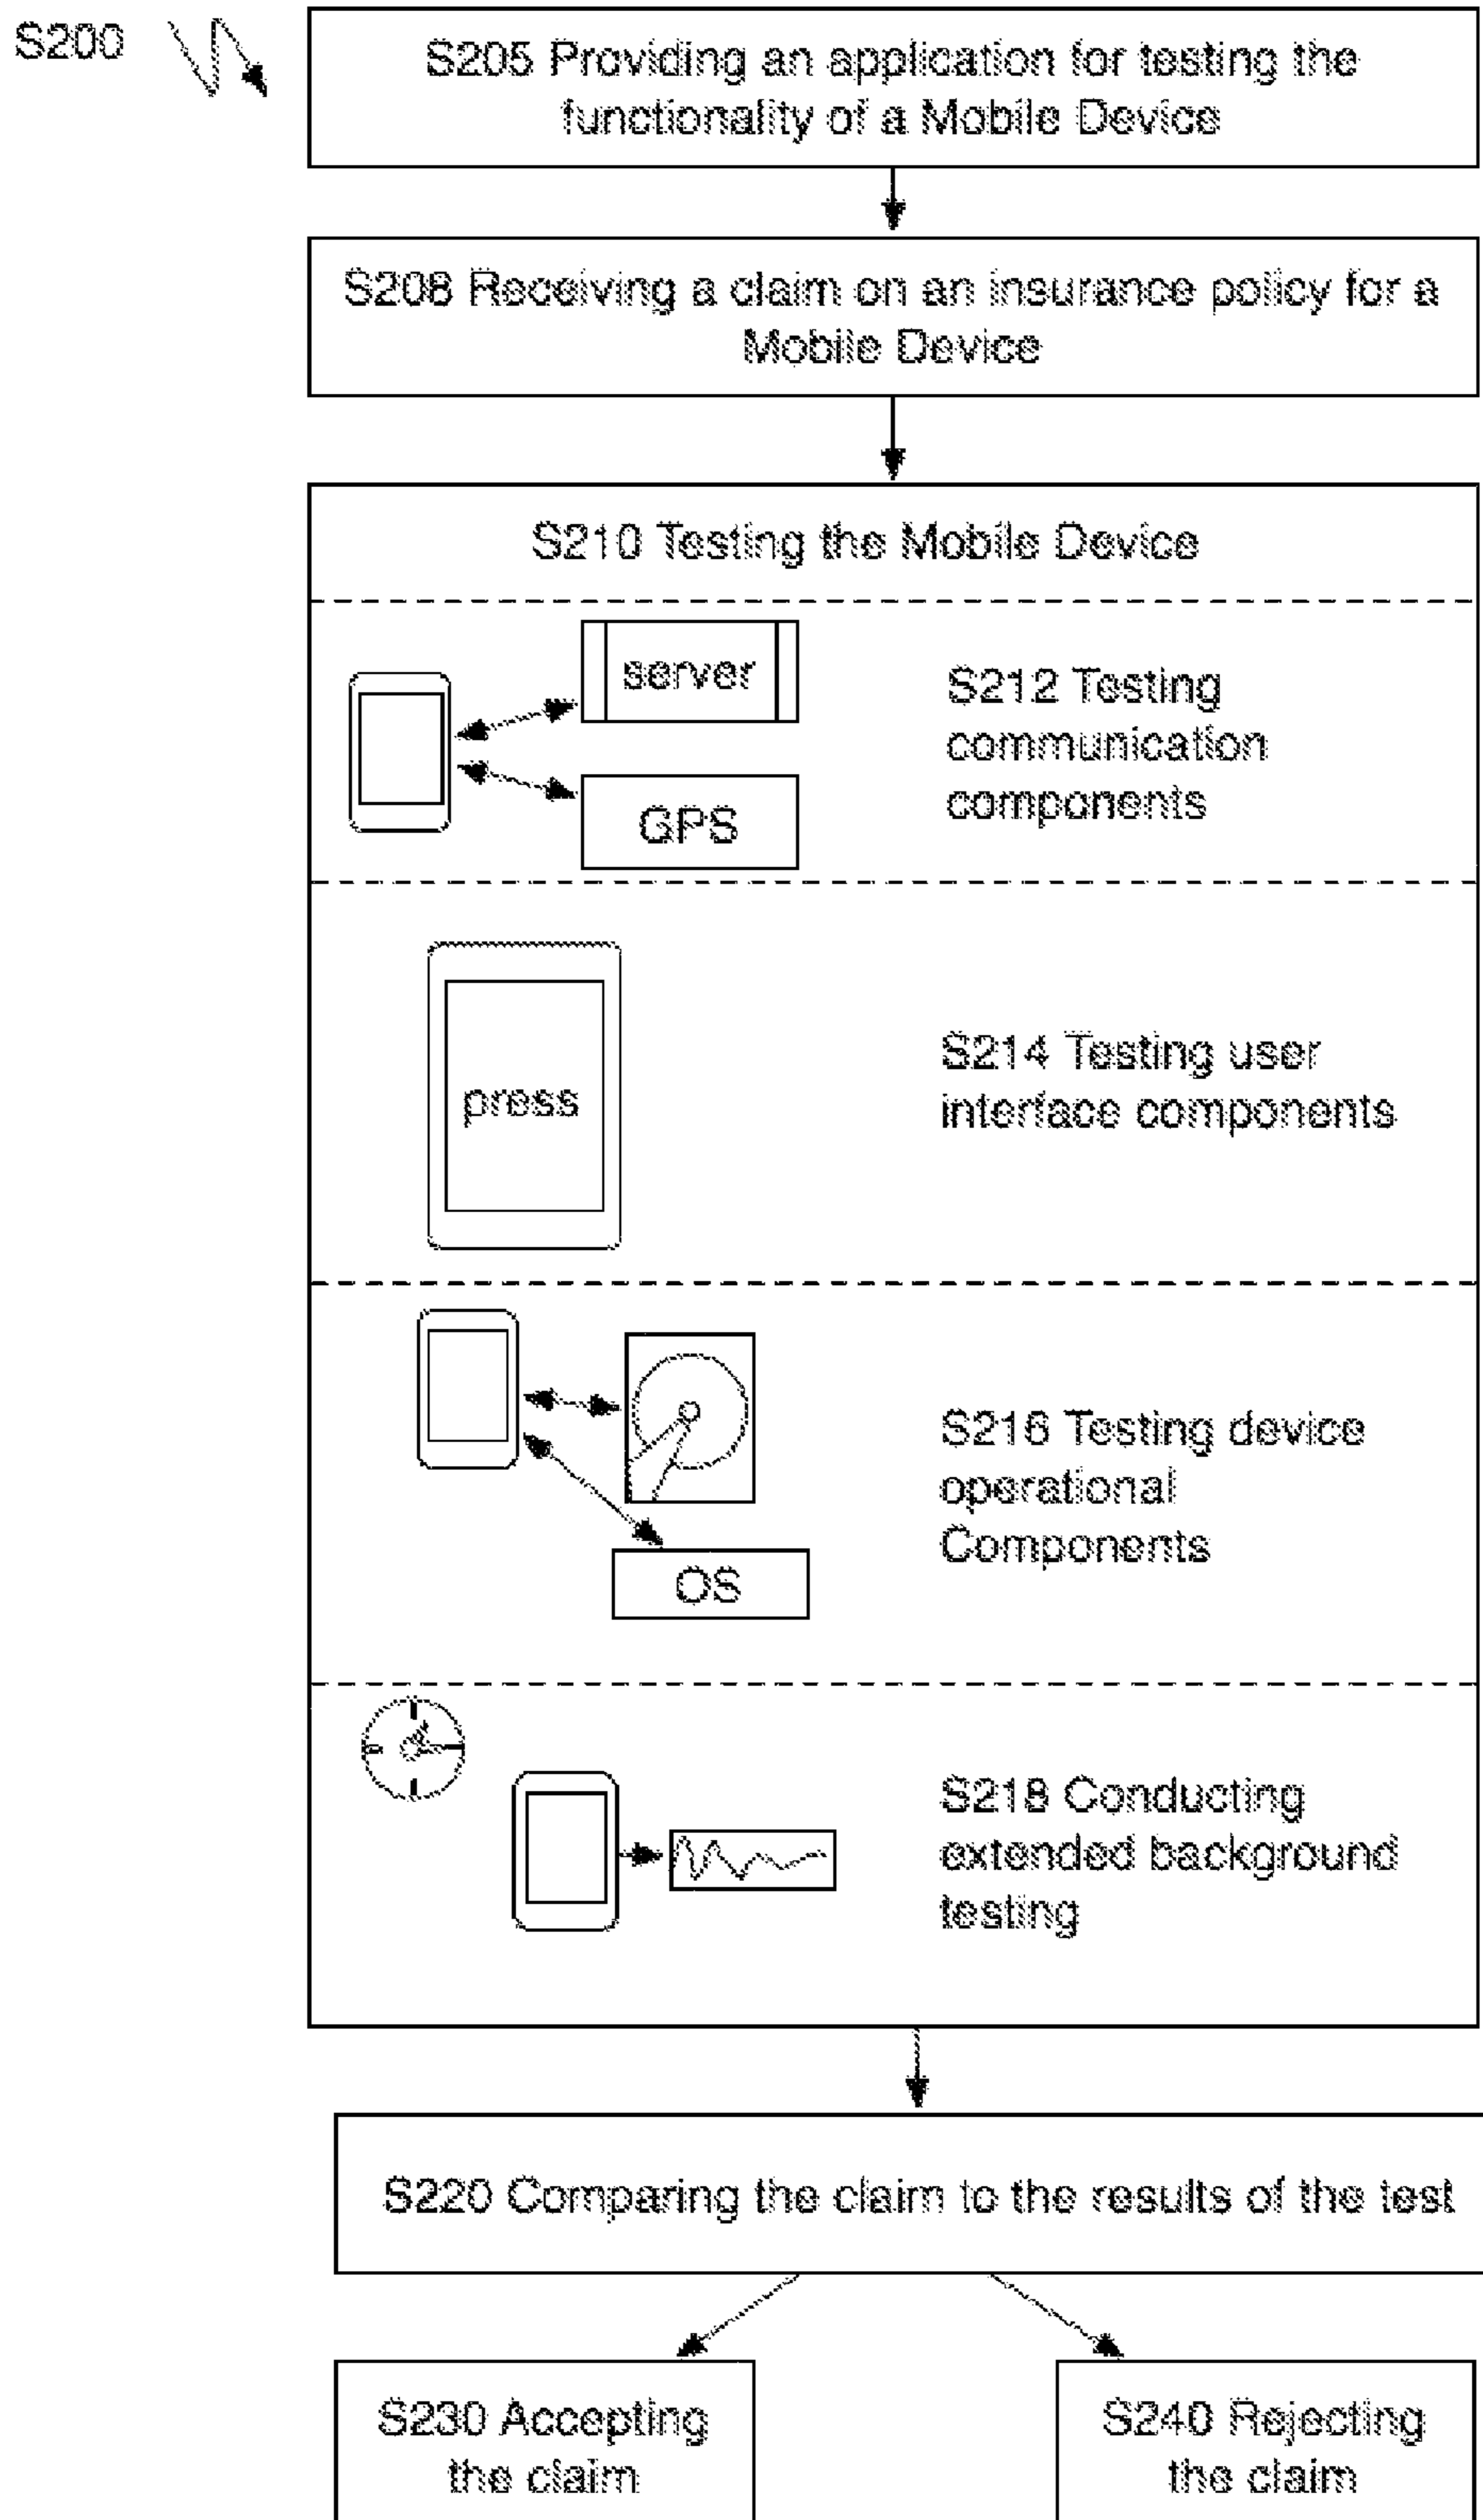 S200
S205 Providing an application for testing the
functionality of a Mobile Device
S208 Receiving a claim on an insurance policy for a
Mobile Device
S210 Testing the Mobile Device
server
GPS
S212 Testing
communication
components
press
S214 Testing user
interface components
OS
S216 Testing device
operational
Components
S218 Conducting
extended background
testing
S220 Comparing the claim to the results of the test
S230 Accepting
the claim
S240 Rejecting
the claim